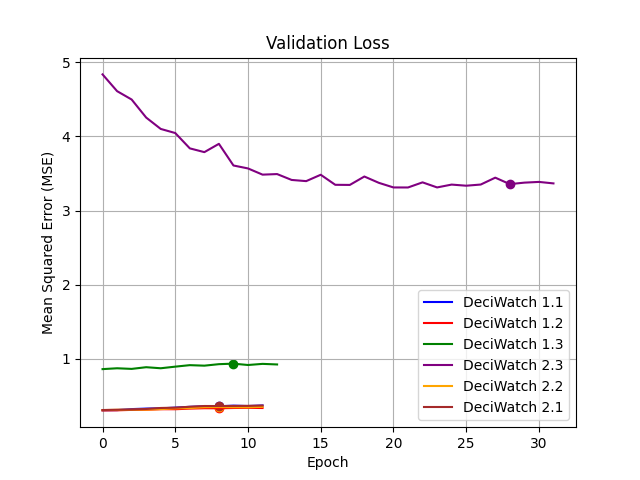 Validation Loss
Mean Squared Error (MSE)
5
4
3
2
1
0 5 10 15 20 25 30
Epoch
DeciWatch 1.1
DeciWatch 1.2
DeciWatch 1.3
DeciWatch 2.3
DeciWatch 2.2
DeciWatch 2.1